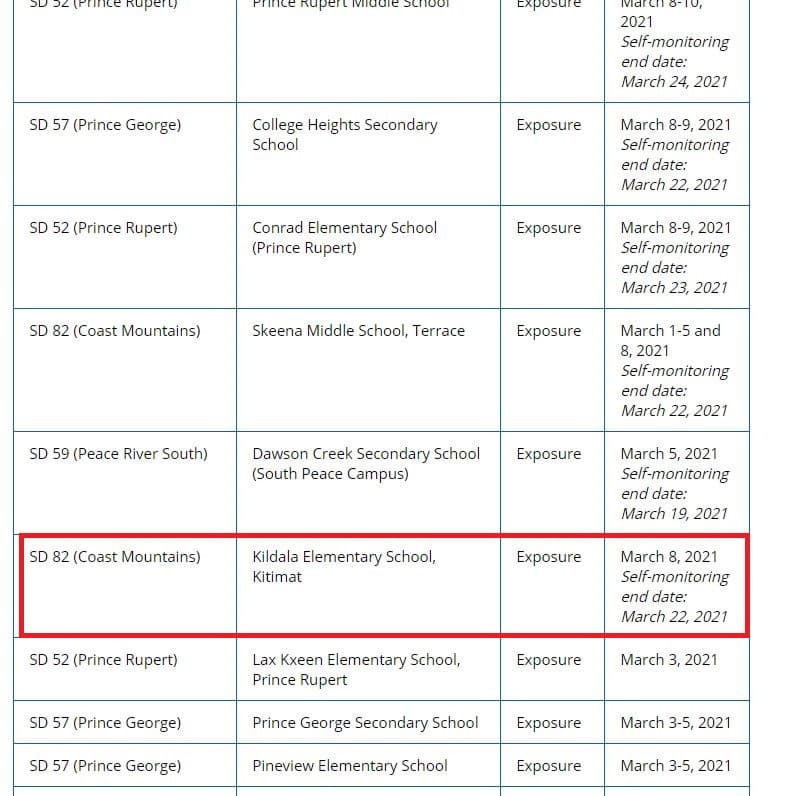 SD 52 (Prince Rupert)
Prince Rupert Middle School
Exposure
March 8-10,
2021
Self-monitoring
end date:
March 24, 2021
SD 57 (Prince George)
College Heights Secondary
School
Exposure
March 8-9, 2021
Self-monitoring
end date:
March 22, 2021
SD 52 (Prince Rupert)
Conrad Elementary School
(Prince Rupert)
Exposure
March 8-9, 2021
Self-monitoring
end date:
March 23, 2021
SD 82 (Coast Mountains)
Skeena Middle School, Terrace
Exposure
March 1-5 and
8, 2021
Self-monitoring
end date:
March 22, 2021
SD 59 (Peace River South)
Dawson Creek Secondary School
(South Peace Campus)
Exposure
March 5, 2021
Self-monitoring
end date:
March 19, 2021
SD 82 (Coast Mountains)
Kildala Elementary School,
Kitimat
Exposure
March 8, 2021
Self-monitoring
end date:
March 22, 2021
SD 52 (Prince Rupert)
Lax Kxeen Elementary School,
Prince Rupert
Exposure
March 3, 2021
SD 57 (Prince George)
Prince George Secondary School
Exposure
March 3-5, 2021
SD 57 (Prince George)
Pineview Elementary School
Exposure
March 3-5, 2021